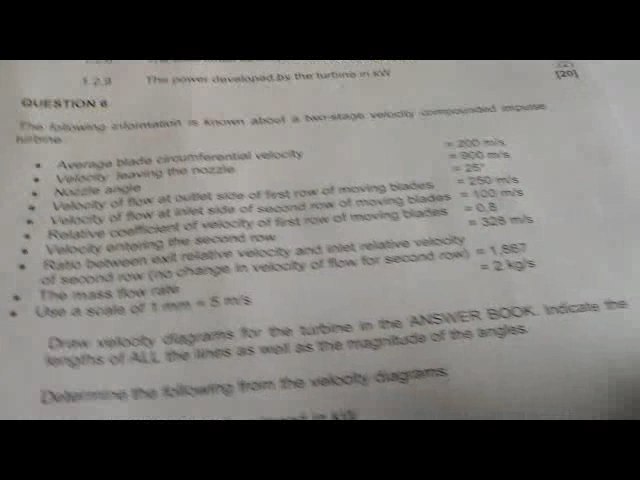 1.2.9 The power developed by the turbine in kW
[20]
QUESTION 6
The following information is known about a two-stage velocity compounded impulse
turbine.
• Average blade circumferential velocity = 200 m/s
• Velocity leaving the nozzle = 900 m/s
• Nozzle angle = 25°
• Velocity of flow at outlet side of first row of moving blades = 250 m/s
• Velocity of flow at inlet side of second row of moving blades = 100 m/s
• Relative coefficient of velocity of first row of moving blades = 0,8
• Velocity entering the second row = 328 m/s
• Ratio between exit relative velocity and inlet relative velocity
of second row (no change in velocity of flow for second row) = 1,667
• The mass flow rate = 2 kg/s
• Use a scale of 1 mm = 5 m/s
Draw velocity diagrams for the turbine in the ANSWER BOOK. Indicate the
lengths of ALL the lines as well as the magnitude of the angles.
Determine the following from the velocity diagrams:
in kW